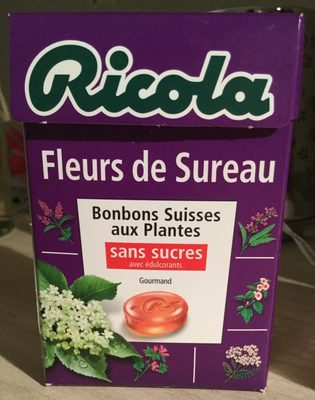 Ricola
Fleurs de Sureau
Bonbons Suisses
aux Plantes
sans sucres
avec édulcorants
Gourmand